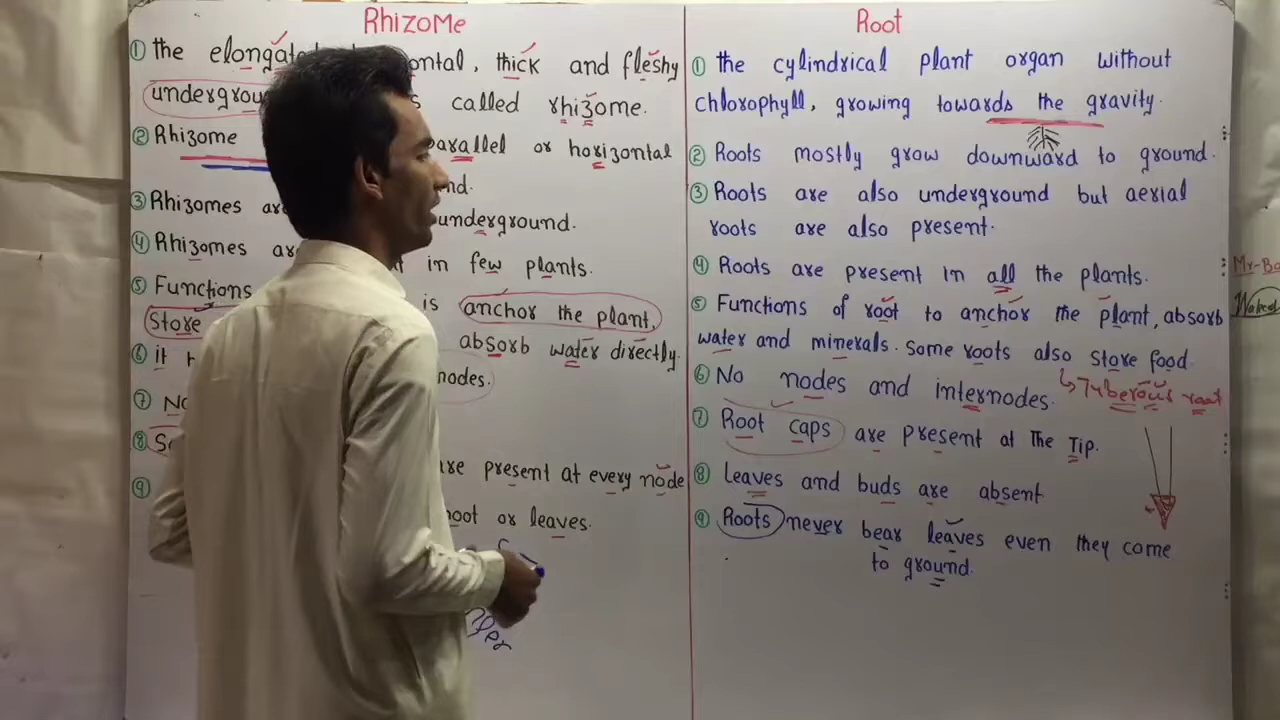 Rhizome
① the elongat ontal, thick and fleshy
undergrou s called rhizome.
② Rhizome parallel or horizontal
nd.
③ Rhizomes are underground.
④ Rhizomes are in few plants.
⑤ Functions is anchor the plant,
Store absorb water directly.
⑥ it nodes.
⑦ No
⑧ S
⑨ are present at every node
oot or leaves.
Root
① the cylindrical plant organ without
chlorophyll, growing towards the gravity.
② Roots mostly grow downward to ground.
③ Roots are also underground but aerial
roots are also present.
④ Roots are present in all the plants.
⑤ Functions of root to anchor the plant, absorb
water and minerals. Some roots also store food.
↳ Tuberous root
⑥ No nodes and internodes.
⑦ Root caps are present at The Tip.
⑧ Leaves and buds are absent
⑨ Roots never bear leaves even they come
to ground.
Mr-Ba